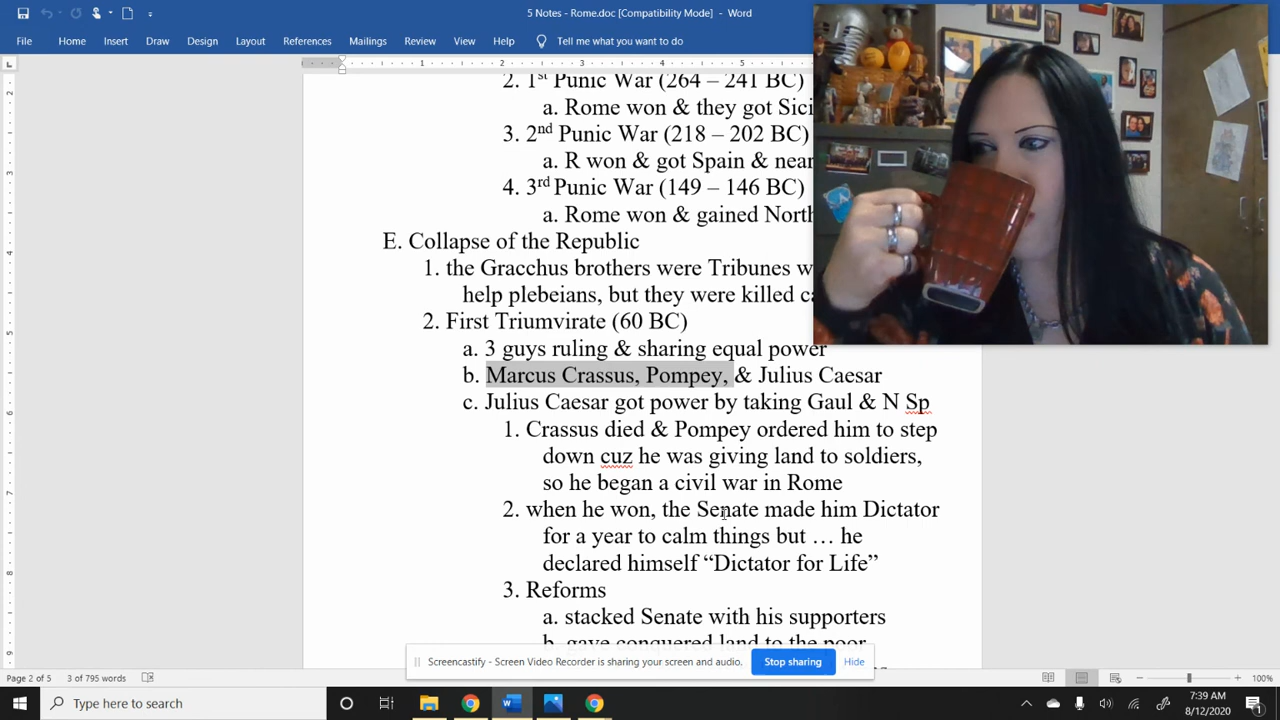 5 Notes - Rome.doc [Compatibility Mode] - Word
File Home Insert Draw Design Layout References Mailings Review View Help Tell me what you want to do
2. 1st Punic War (264 – 241 BC)
a. Rome won & they got Sici
3. 2nd Punic War (218 – 202 BC)
a. R won & got Spain & near
4. 3rd Punic War (149 – 146 BC)
a. Rome won & gained North
E. Collapse of the Republic
1. the Gracchus brothers were Tribunes w
help plebeians, but they were killed ca
2. First Triumvirate (60 BC)
a. 3 guys ruling & sharing equal power
b. Marcus Crassus, Pompey, & Julius Caesar
c. Julius Caesar got power by taking Gaul & N Sp
1. Crassus died & Pompey ordered him to step
down cuz he was giving land to soldiers,
so he began a civil war in Rome
2. when he won, the Senate made him Dictator
for a year to calm things but … he
declared himself “Dictator for Life”
3. Reforms
a. stacked Senate with his supporters
b. gave conquered land to the poor
Screencastify - Screen Video Recorder is sharing your screen and audio. Stop sharing Hide
Page 2 of 5 3 of 795 words 100%
Type here to search
7:39 AM
8/12/2020